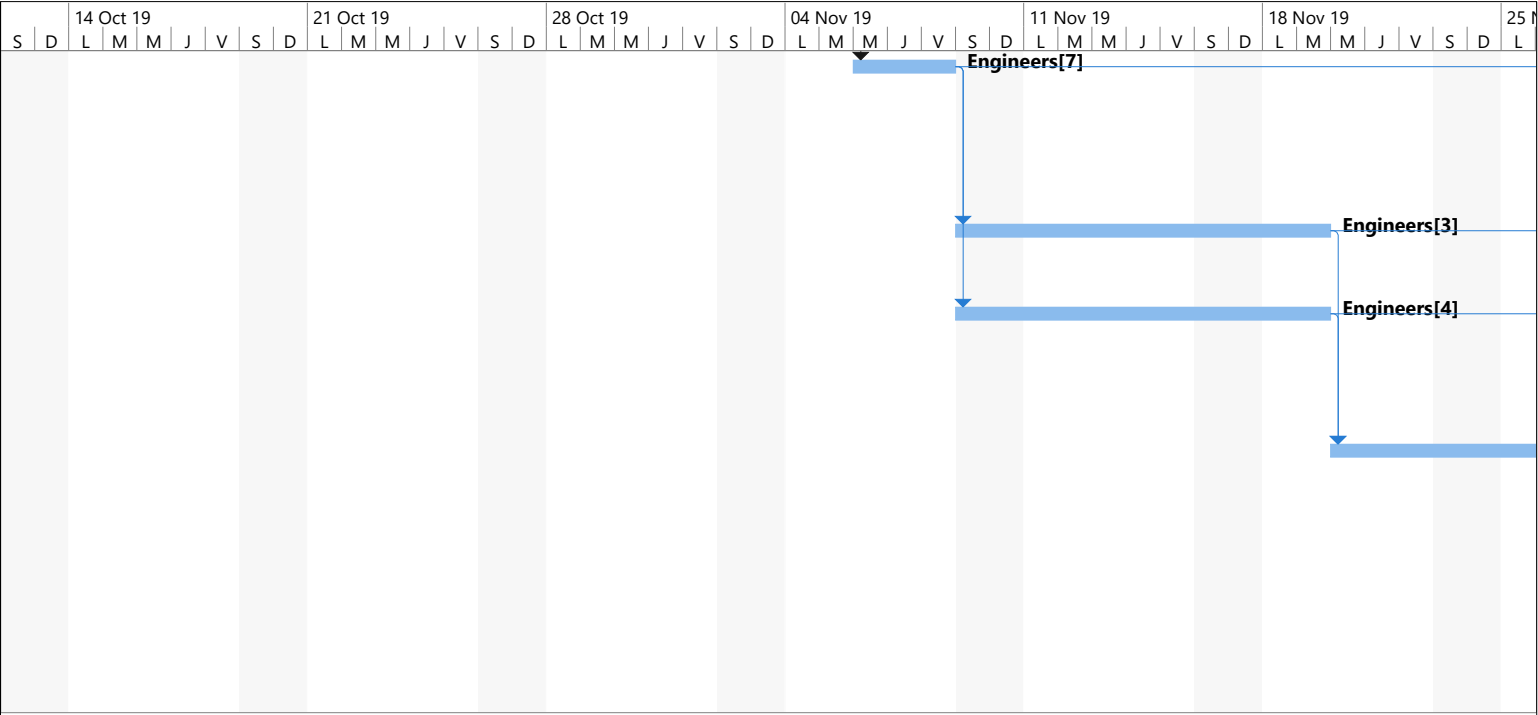 14 Oct 19 21 Oct 19 28 Oct 19 04 Nov 19 11 Nov 19 18 Nov 19 25
S D L M M J V S D L M M J V S D L M M J V S D L M M J V S D L M M J V S D L M M J V S D L
Engineers[7]
Engineers[3]
Engineers[4]